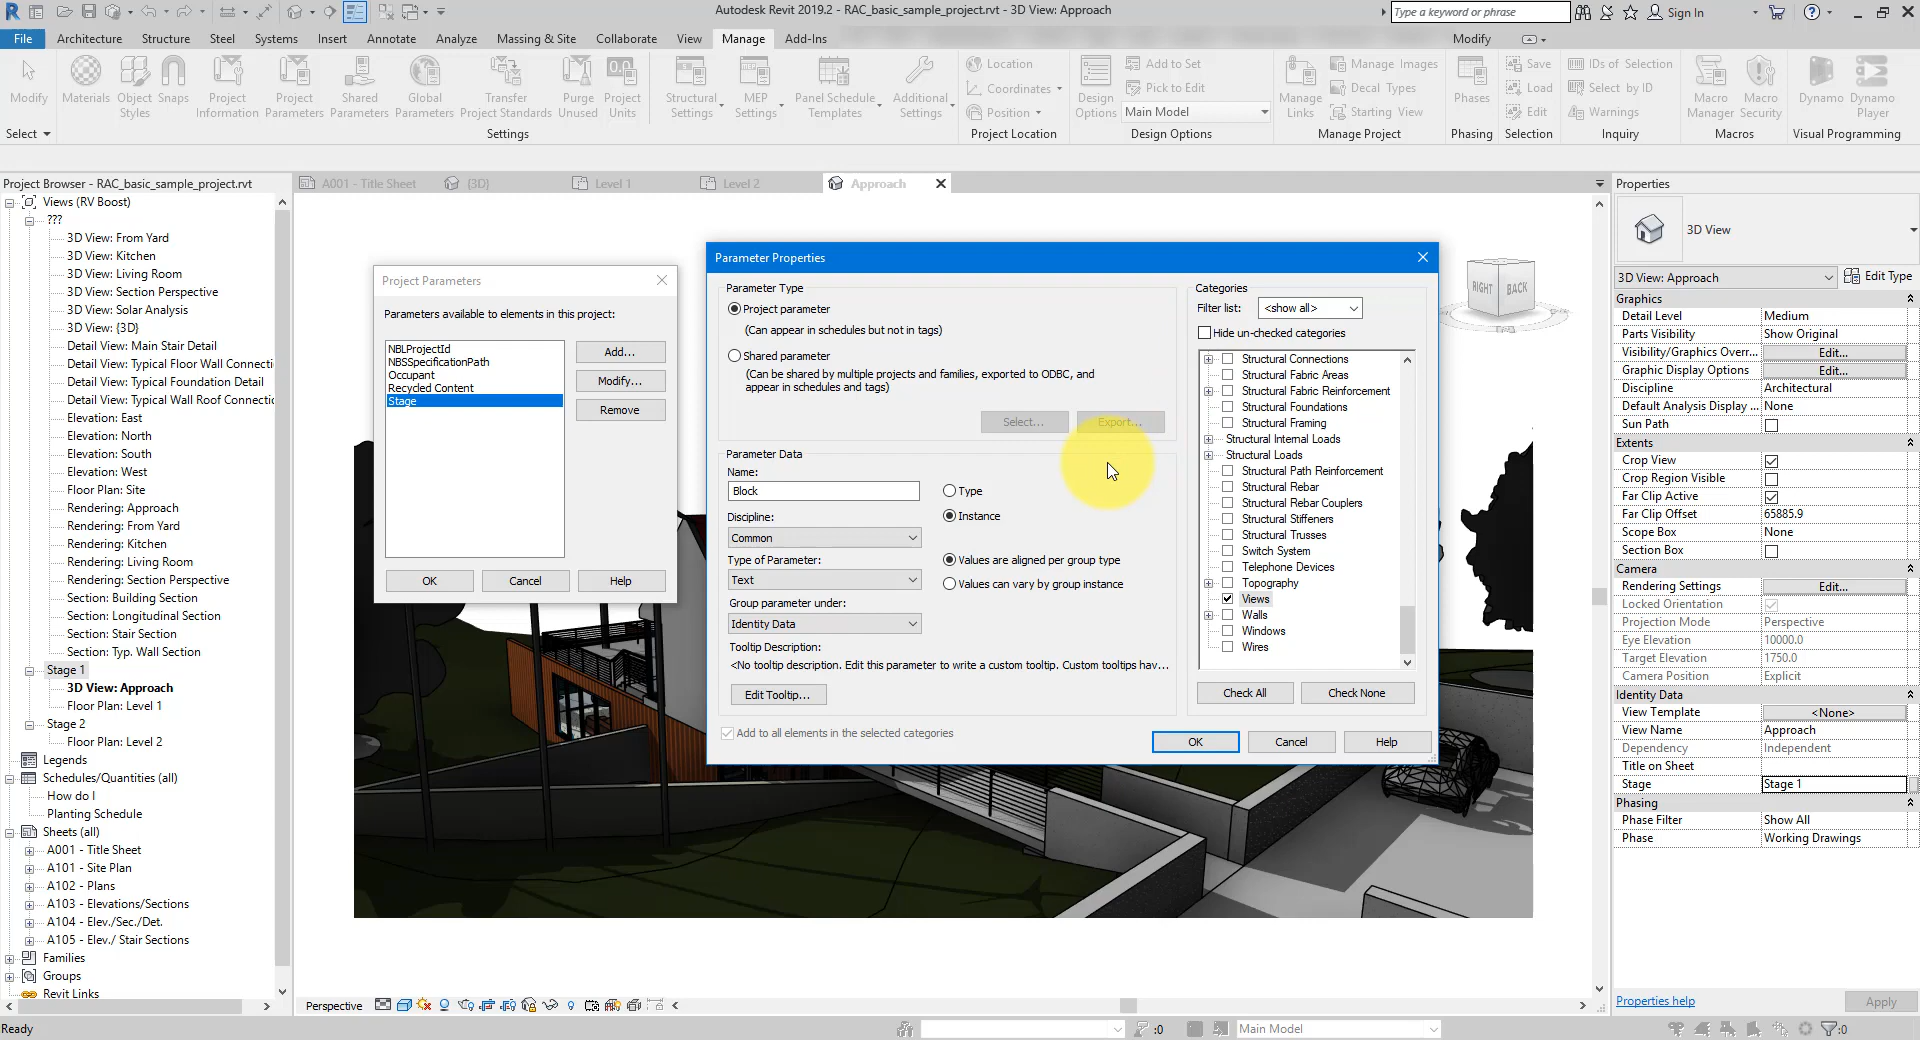 Autodesk Revit 2019.2 - RAC_basic_sample_project.rvt - 3D View: Approach
Type a keyword or phrase
Sign In
File
Architecture
Structure
Steel
Systems
Insert
Annotate
Analyze
Massing & Site
Collaborate
View
Manage
Add-Ins
Modify
Modify
Materials
Object Styles
Snaps
Project Information
Project Parameters
Shared Parameters
Global Parameters
Transfer Project Standards
Purge Unused
Project Units
Structural Settings
MEP Settings
Panel Schedule Templates
Additional Settings
Location
Coordinates
Position
Design Options
Add to Set
Pick to Edit
Main Model
Manage Links
Manage Images
Decal Types
Starting View
Phases
Save
Load
Edit
IDs of Selection
Select by ID
Warnings
Macro Manager
Macro Security
Dynamo
Dynamo Player
Select
Settings
Project Location
Design Options
Manage Project
Phasing
Selection
Inquiry
Macros
Visual Programming
Project Browser - RAC_basic_sample_project.rvt
Views (RV Boost)
???
3D View: From Yard
3D View: Kitchen
3D View: Living Room
3D View: Section Perspective
3D View: Solar Analysis
3D View: {3D}
Detail View: Main Stair Detail
Detail View: Typical Floor Wall Connecti
Detail View: Typical Foundation Detail
Detail View: Typical Wall Roof Connectic
Elevation: East
Elevation: North
Elevation: South
Elevation: West
Floor Plan: Site
Rendering: Approach
Rendering: From Yard
Rendering: Kitchen
Rendering: Living Room
Rendering: Section Perspective
Section: Building Section
Section: Longitudinal Section
Section: Stair Section
Section: Typ. Wall Section
Stage 1
3D View: Approach
Floor Plan: Level 1
Stage 2
Floor Plan: Level 2
Legends
Schedules/Quantities (all)
How do I
Planting Schedule
Sheets (all)
A001 - Title Sheet
A101 - Site Plan
A102 - Plans
A103 - Elevations/Sections
A104 - Elev./Sec./Det.
A105 - Elev./ Stair Sections
Families
Groups
Revit Links
A001 - Title Sheet
{3D}
Level 1
Level 2
Approach
Project Parameters
Parameters available to elements in this project:
NBLProjectId
NBSSpecificationPath
Occupant
Recycled Content
Stage
Add...
Modify...
Remove
OK
Cancel
Help
Parameter Properties
Parameter Type
Project parameter
(Can appear in schedules but not in tags)
Shared parameter
(Can be shared by multiple projects and families, exported to ODBC, and
appear in schedules and tags)
Select...
Export...
Parameter Data
Name:
Block
Type
Instance
Discipline:
Common
Type of Parameter:
Text
Values are aligned per group type
Values can vary by group instance
Group parameter under:
Identity Data
Tooltip Description:
<No tooltip description. Edit this parameter to write a custom tooltip. Custom tooltips hav...
Edit Tooltip...
Add to all elements in the selected categories
Categories
Filter list:
<show all>
Hide un-checked categories
Structural Connections
Structural Fabric Areas
Structural Fabric Reinforcement
Structural Foundations
Structural Framing
Structural Internal Loads
Structural Loads
Structural Path Reinforcement
Structural Rebar
Structural Rebar Couplers
Structural Stiffeners
Structural Trusses
Switch System
Telephone Devices
Topography
Views
Walls
Windows
Wires
Check All
Check None
OK
Cancel
Help
RIGHT
BACK
Properties
3D View
3D View: Approach
Edit Type
Graphics
Detail Level Medium
Parts Visibility Show Original
Visibility/Graphics Overr... Edit...
Graphic Display Options Edit...
Discipline Architectural
Default Analysis Display ... None
Sun Path
Extents
Crop View
Crop Region Visible
Far Clip Active
Far Clip Offset 65885.9
Scope Box None
Section Box
Camera
Rendering Settings Edit...
Locked Orientation
Projection Mode Perspective
Eye Elevation 10000.0
Target Elevation 1750.0
Camera Position Explicit
Identity Data
View Template <None>
View Name Approach
Dependency Independent
Title on Sheet
Stage Stage 1
Phasing
Phase Filter Show All
Phase Working Drawings
Properties help
Apply
Perspective
Ready
:0
Main Model
:0